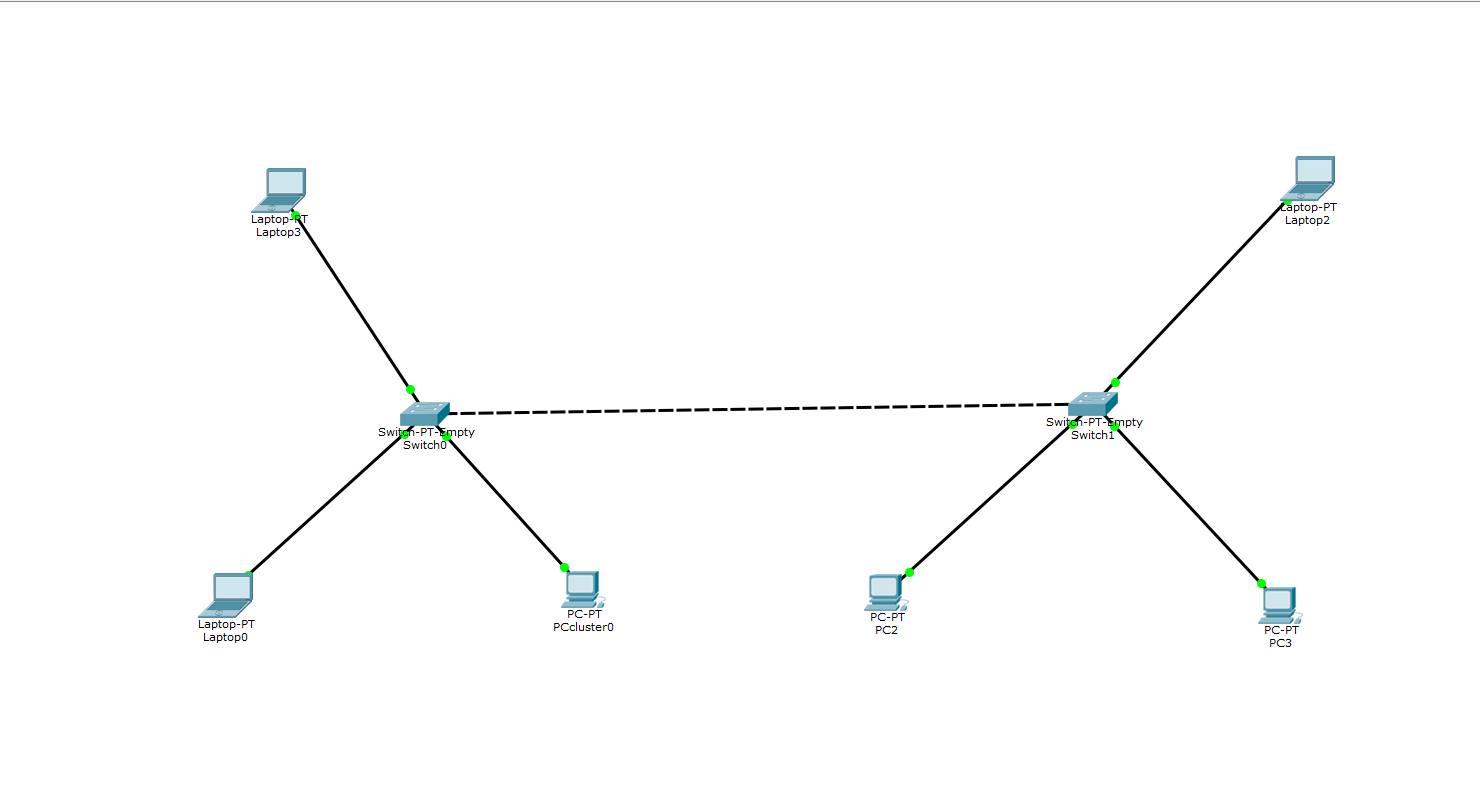 Laptop-PT
Laptop3
Laptop-PT
Laptop2
Switch-PT-Empty
Switch0
Switch-PT-Empty
Switch1
Laptop-PT
Laptop0
PC-PT
PCcluster0
PC-PT
PC2
PC-PT
PC3